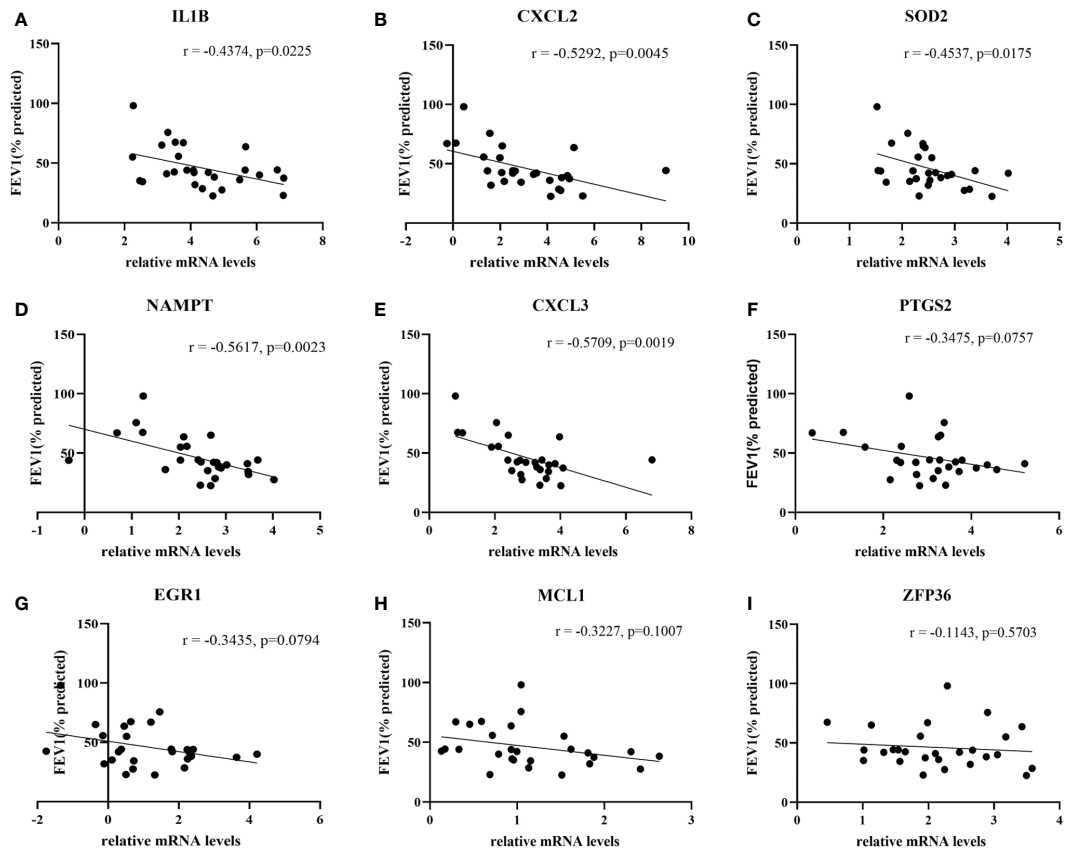 A
IL1B
r = -0.4374, p=0.0225
FEV1(% predicted)
150
100
50
0
0 2 4 6 8
relative mRNA levels
B
CXCL2
r = -0.5292, p=0.0045
FEV1(% predicted)
150
100
50
0
-2 0 2 4 6 8 10
relative mRNA levels
C
SOD2
r = -0.4537, p=0.0175
FEV1(% predicted)
150
100
50
0
0 1 2 3 4 5
relative mRNA levels
D
NAMPT
r = -0.5617, p=0.0023
FEV1(% predicted)
150
100
50
0
-1 0 1 2 3 4 5
relative mRNA levels
E
CXCL3
r = -0.5709, p=0.0019
FEV1(% predicted)
150
100
50
0
0 2 4 6 8
relative mRNA levels
F
PTGS2
r = -0.3475, p=0.0757
FEV1(% predicted)
150
100
50
0
0 2 4 6
relative mRNA levels
G
EGR1
r = -0.3435, p=0.0794
FEV1(% predicted)
150
100
50
0
-2 0 2 4 6
relative mRNA levels
H
MCL1
r = -0.3227, p=0.1007
FEV1(% predicted)
150
100
50
0
0 1 2 3
relative mRNA levels
I
ZFP36
r = -0.1143, p=0.5703
FEV1(% predicted)
150
100
50
0
0 1 2 3 4
relative mRNA levels